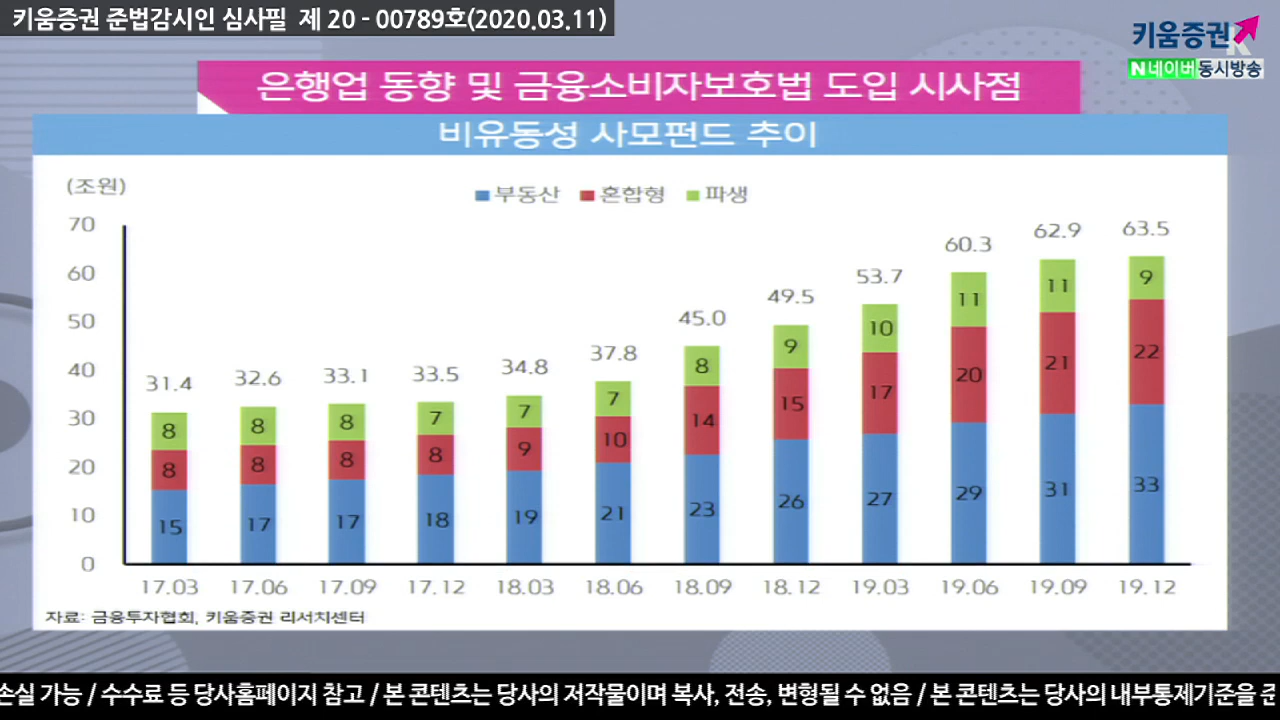 키움증권 준법감시인 심사필 제 20 - 00789호(2020.03.11)
키움증권
K
N네이버 동시방송
은행업 동향 및 금융소비자보호법 도입 시사점
비유동성 사모펀드 추이
(조원)
부동산 혼합형 파생
70
60
50
40
30
20
10
0
31.4 32.6 33.1 33.5 34.8 37.8 45.0 49.5 53.7 60.3 62.9 63.5
8 8 8 7 7 7 8 9 10 11 11 9
8 8 8 8 9 10 14 15 17 20 21 22
15 17 17 18 19 21 23 26 27 29 31 33
17.03 17.06 17.09 17.12 18.03 18.06 18.09 18.12 19.03 19.06 19.09 19.12
자료: 금융투자협회, 키움증권 리서치센터
손실 가능 / 수수료 등 당사홈페이지 참고 / 본 콘텐츠는 당사의 저작물이며 복사, 전송, 변형될 수 없음 / 본 콘텐츠는 당사의 내부통제기준을 준